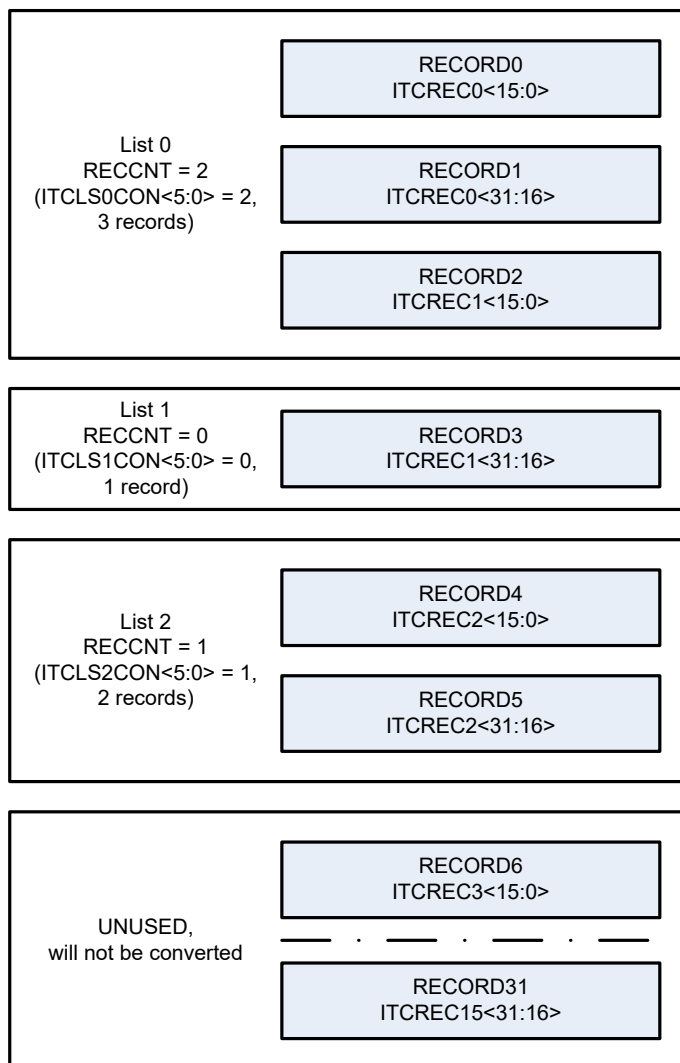 List 0
RECCNT = 2
(ITCLS0CON<5:0> = 2,
3 records)
RECORD0
ITCREC0<15:0>
RECORD1
ITCREC0<31:16>
RECORD2
ITCREC1<15:0>
List 1
RECCNT = 0
(ITCLS1CON<5:0> = 0,
1 record)
RECORD3
ITCREC1<31:16>
List 2
RECCNT = 1
(ITCLS2CON<5:0> = 1,
2 records)
RECORD4
ITCREC2<15:0>
RECORD5
ITCREC2<31:16>
UNUSED,
will not be converted
RECORD6
ITCREC3<15:0>
RECORD31
ITCREC15<31:16>